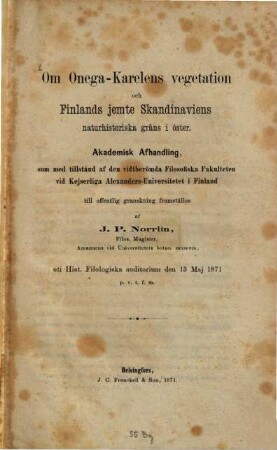 Om Onega-Karelens vegetation
och
Finlands jemte Skandinaviens
naturhistoriska gräns i öster.
Akademisk Afhandling,
som med tillstånd af den vidtberömda Filosofiska Fakulteten
vid Kejserliga Alexanders-Universitetet i Finland
till offentlig granskning framställes
af
J. P. Norrlin,
Filos. Magister,
Amanuens vid Universitetets botan. museum,
uti Hist. Filologiska auditorium den 13 Maj 1871
p. v. t. f. m.
Helsingfors,
J. C. Frenckell & Son, 1871.